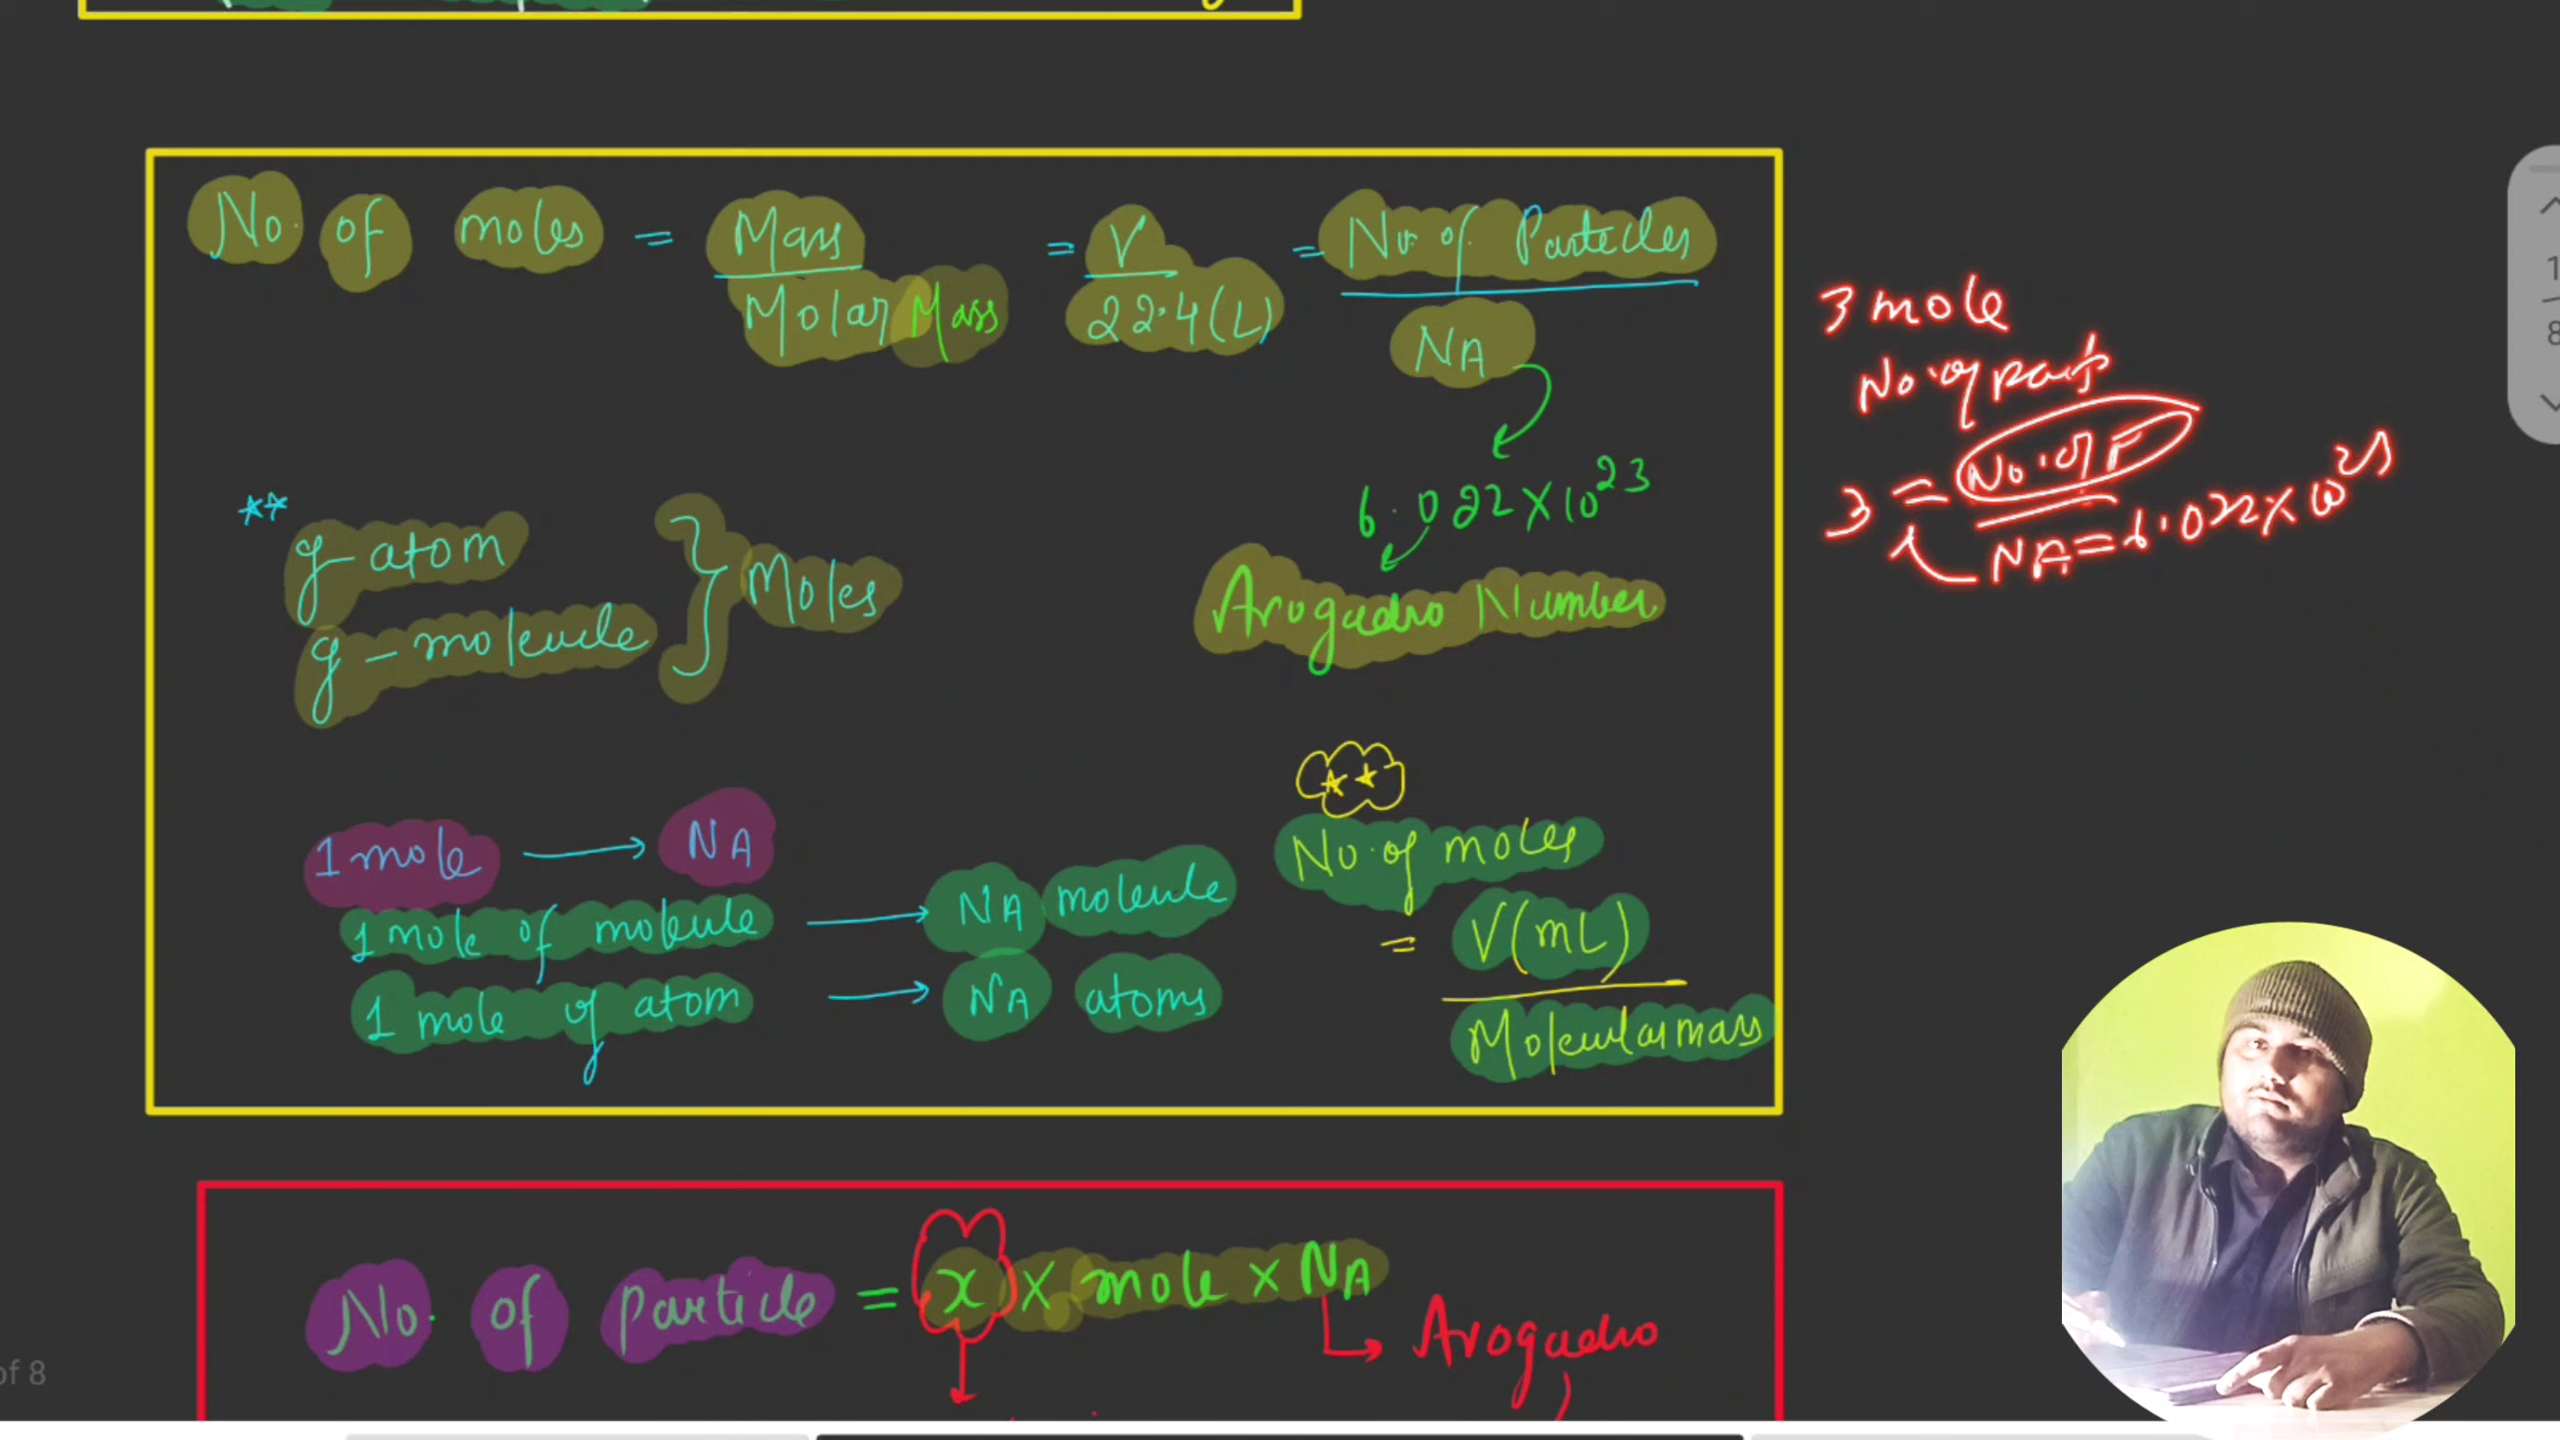 No. of moles = Mass / Molar Mass = V / 22.4(L) = No. of Particles / NA
6.022 × 10^23
Avogadro Number
** g-atom
g-molecule } Moles
1 mole → NA
1 mole of molecule → NA molecule
1 mole of atom → NA atoms
No. of moles
= V(mL) / Molecular mass
3 mole
No. of part
3 = No. of P / NA = 6.022 × 10^23
No. of particle = x × mole × NA
Avogadro
of 8
1
8